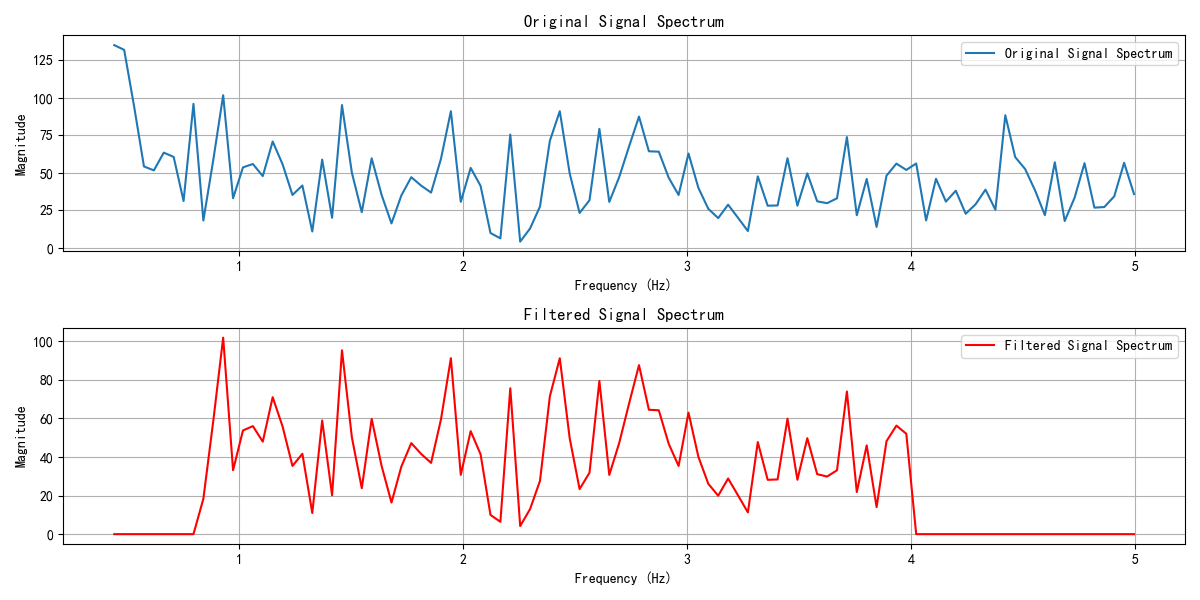 Original Signal Spectrum
Original Signal Spectrum
125
100
75
50
25
0
Magnitude
1 2 3 4 5
Frequency (Hz)
Filtered Signal Spectrum
Filtered Signal Spectrum
100
80
60
40
20
0
Magnitude
1 2 3 4 5
Frequency (Hz)